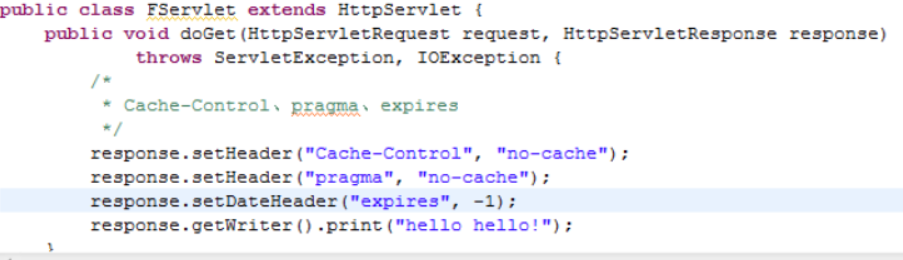 public class FServlet extends HttpServlet {
    public void doGet(HttpServletRequest request, HttpServletResponse response)
            throws ServletException, IOException {
        /*
         * Cache-Control、pragma、expires
         */
        response.setHeader("Cache-Control", "no-cache");
        response.setHeader("pragma", "no-cache");
        response.setDateHeader("expires", -1);
        response.getWriter().print("hello hello!");
    }